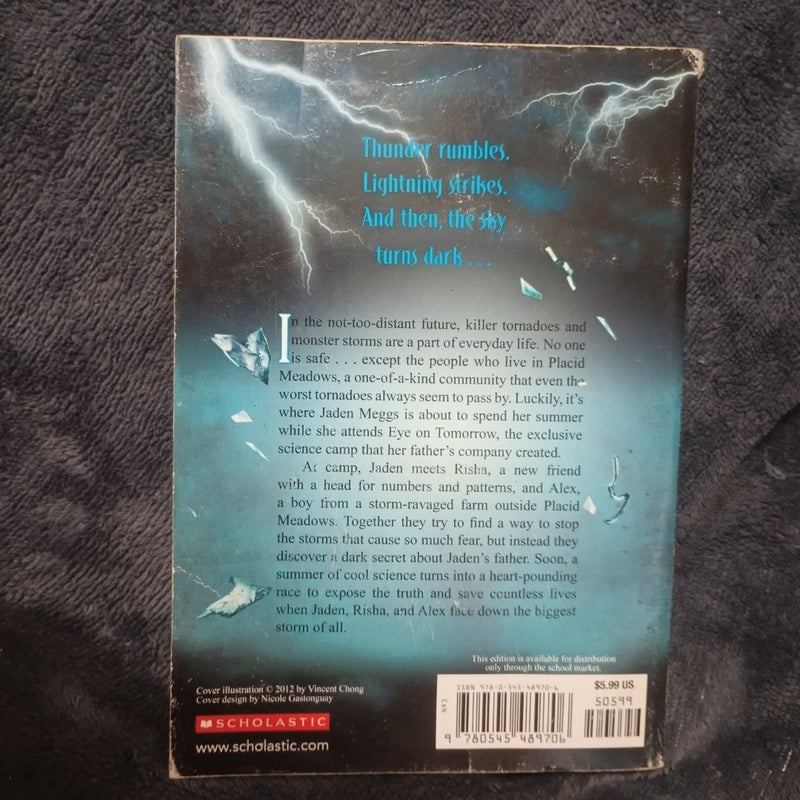 Thunder rumbles.
Lightning strikes.
And then, the sky
turns dark . . .
In the not-too-distant future, killer tornadoes and
monster storms are a part of everyday life. No one
is safe . . . except the people who live in Placid
Meadows, a one-of-a-kind community that even the
worst tornadoes always seem to pass by. Luckily, it's
where Jaden Meggs is about to spend her summer
while she attends Eye on Tomorrow, the exclusive
science camp that her father's company created.
At camp, Jaden meets Risha, a new friend
with a head for numbers and patterns, and Alex,
a boy from a storm-ravaged farm outside Placid
Meadows. Together they try to find a way to stop
the storms that cause so much fear, but instead they
discover a dark secret about Jaden's father. Soon, a
summer of cool science turns into a heart-pounding
race to expose the truth and save countless lives
when Jaden, Risha, and Alex face down the biggest
storm of all.
This edition is available for distribution
only through the school market.
Cover illustration © 2012 by Vincent Chong
Cover design by Nicole Gastonguay
SCHOLASTIC
www.scholastic.com
ISBN 978-0-545-48970-6
$5.99 US
50599
EAN
9 780545 489706